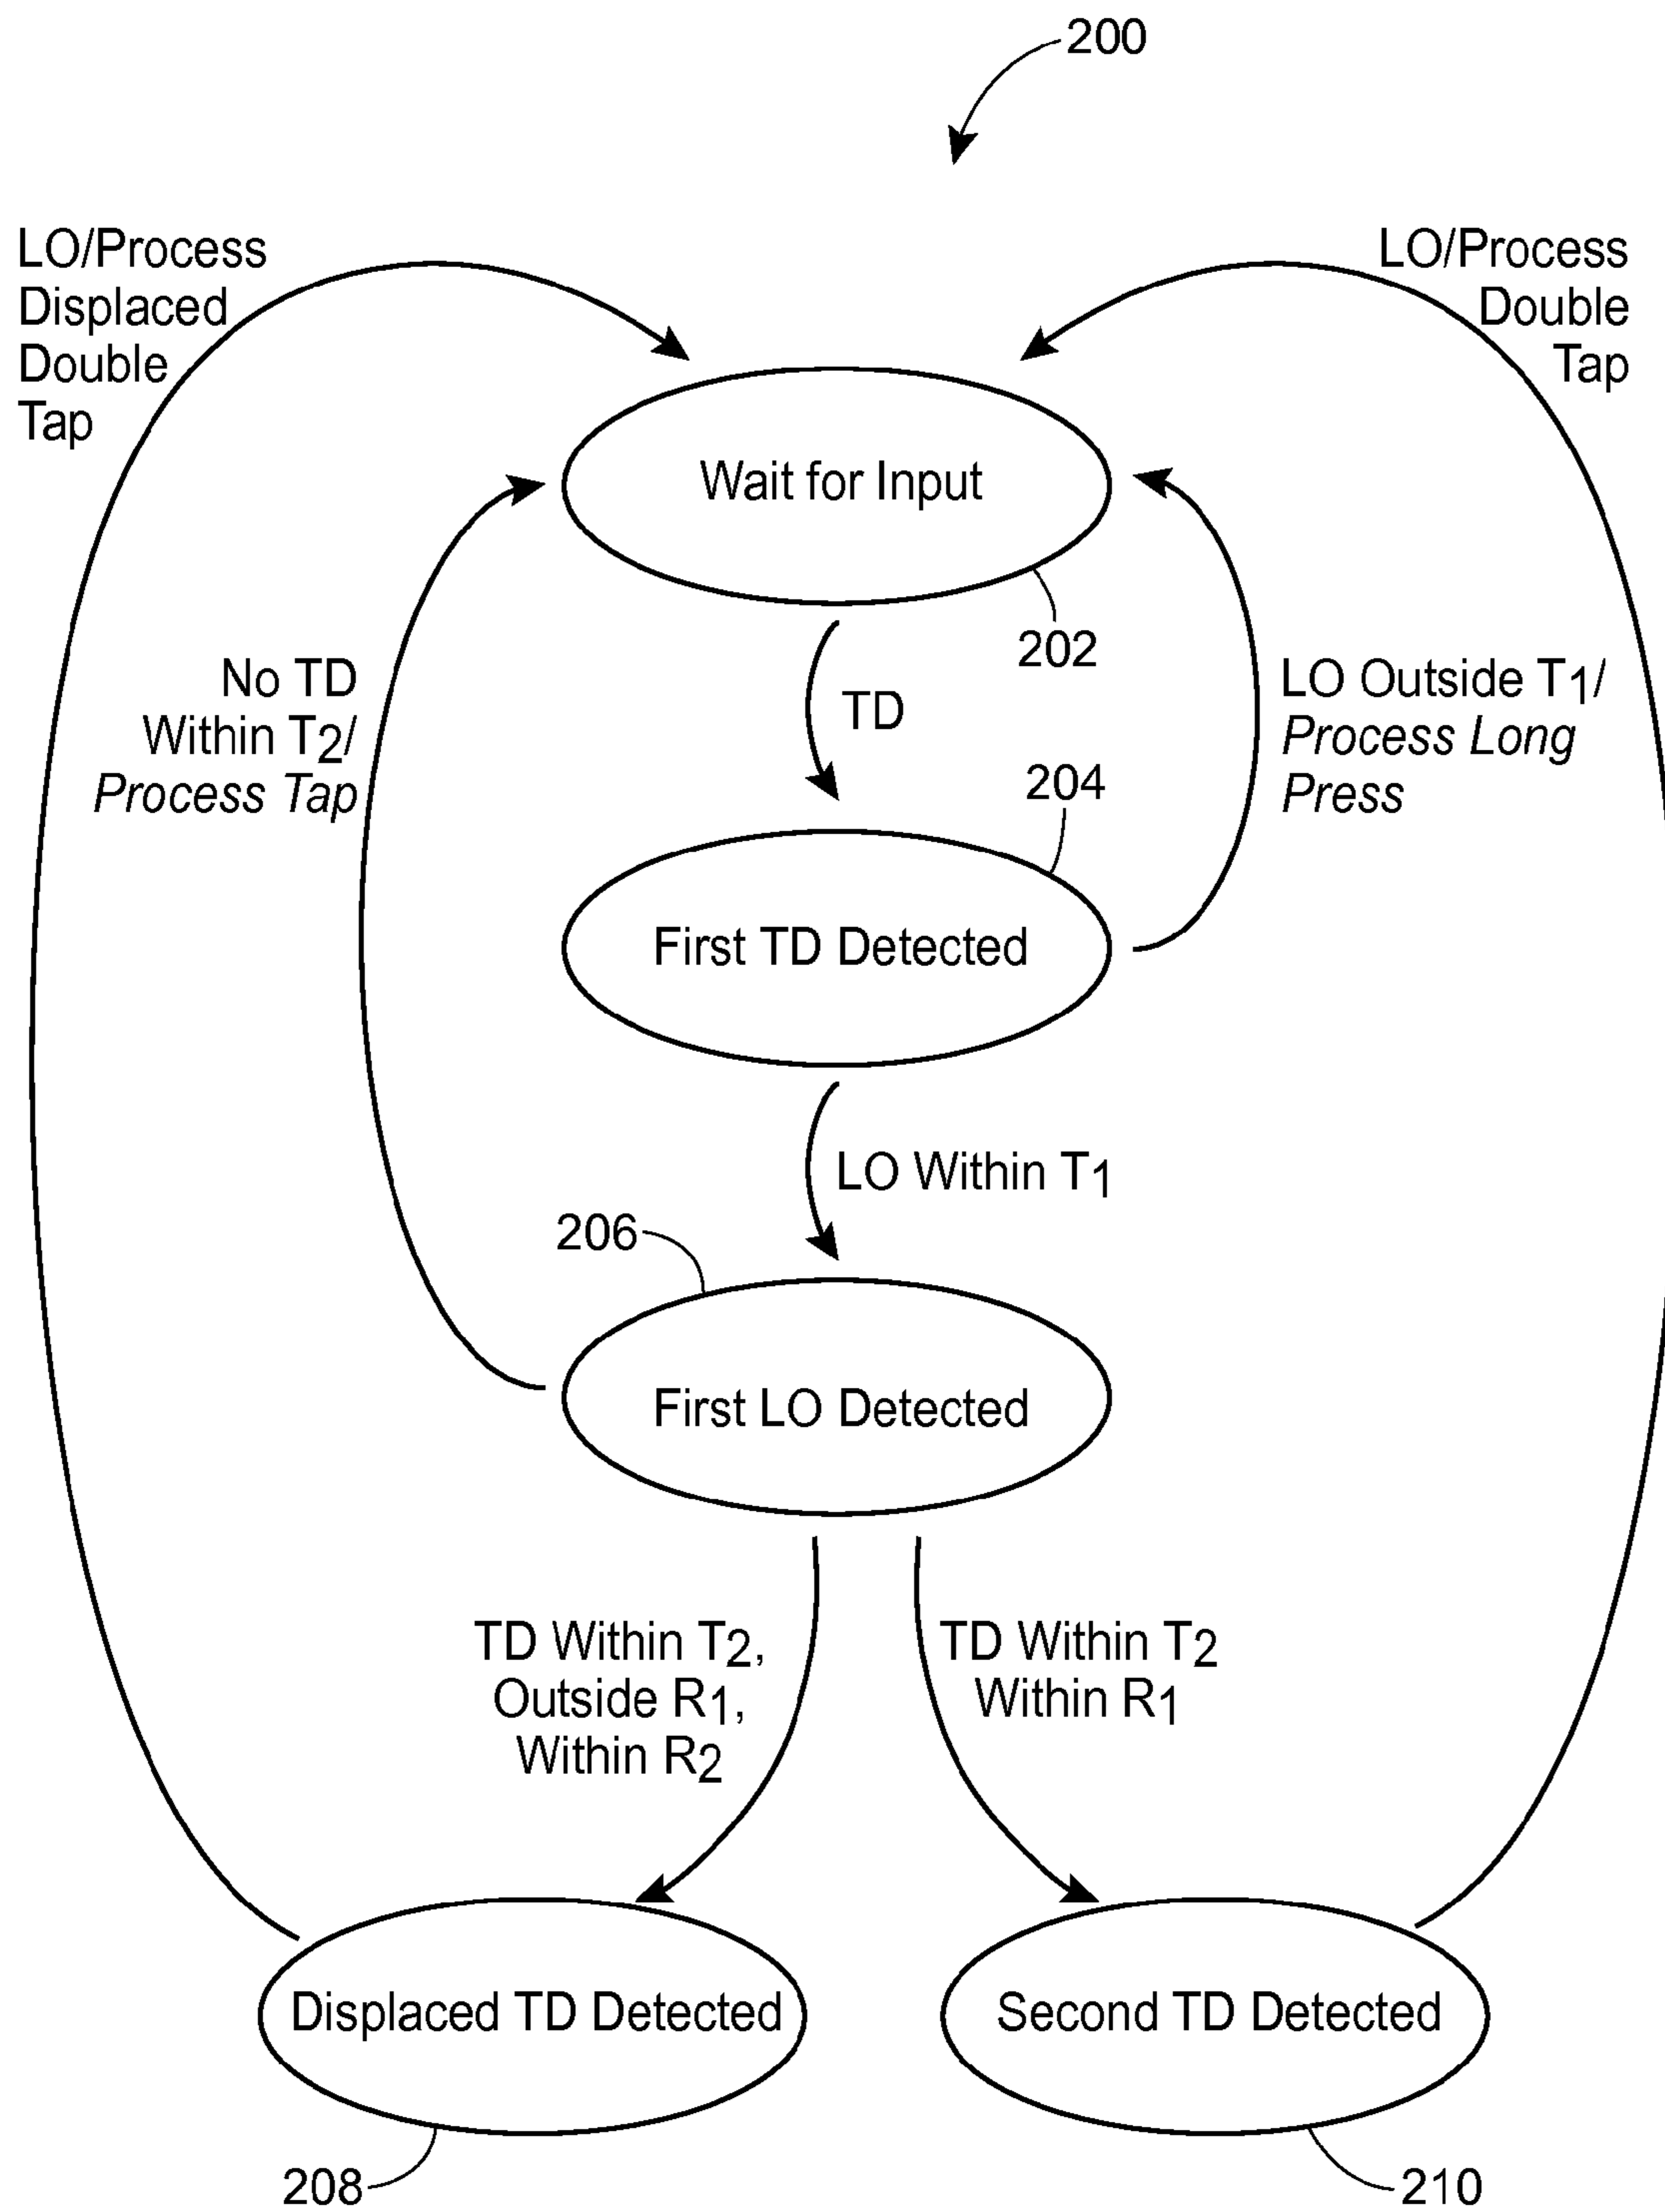 200
LO/Process
Displaced
Double
Tap
LO/Process
Double
Tap
Wait for Input
202
No TD
Within T2/
Process Tap
TD
LO Outside T1/
Process Long
Press
204
First TD Detected
LO Within T1
206
First LO Detected
TD Within T2,
Outside R1,
Within R2
TD Within T2
Within R1
Displaced TD Detected
Second TD Detected
208
210